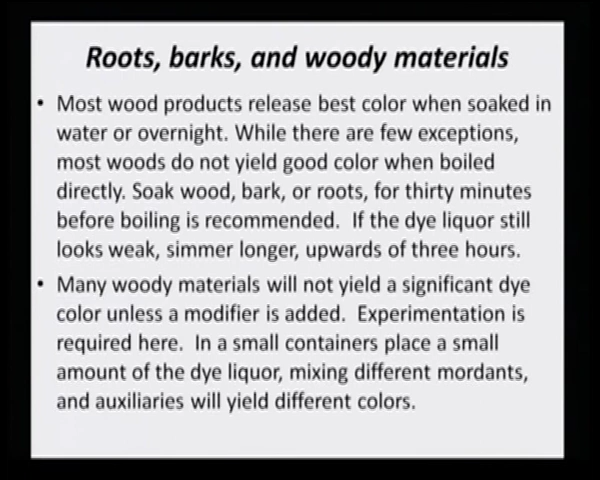 Roots, barks, and woody materials
• Most wood products release best color when soaked in
water or overnight. While there are few exceptions,
most woods do not yield good color when boiled
directly. Soak wood, bark, or roots, for thirty minutes
before boiling is recommended.  If the dye liquor still
looks weak, simmer longer, upwards of three hours.
• Many woody materials will not yield a significant dye
color unless a modifier is added.  Experimentation is
required here.  In a small containers place a small
amount of the dye liquor, mixing different mordants,
and auxiliaries will yield different colors.